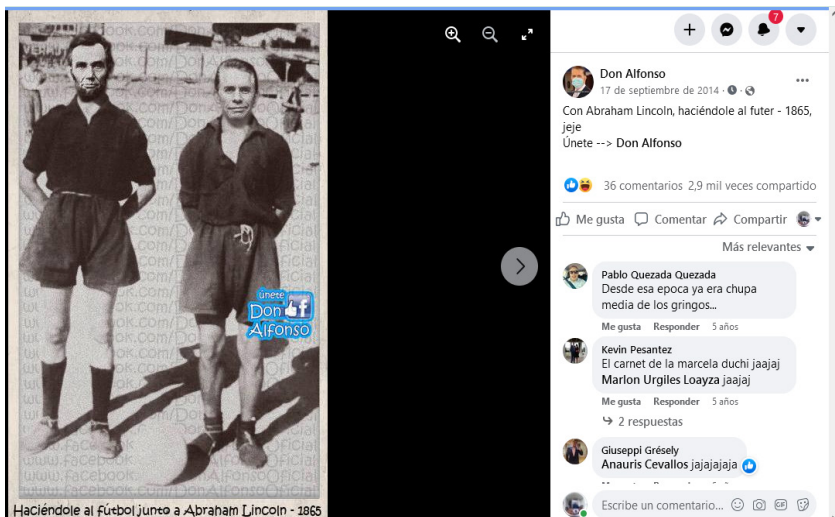 únete
Don f
Alfonso
Haciéndole al fútbol junto a Abraham Lincoln - 1865
7
Don Alfonso
17 de septiembre de 2014
Con Abraham Lincoln, haciéndole al futer - 1865,
jeje
Únete --> Don Alfonso
36 comentarios 2,9 mil veces compartido
Me gusta Comentar Compartir
Más relevantes
Pablo Quezada Quezada
Desde esa epoca ya era chupa
media de los gringos...
Me gusta Responder 5 años
Kevin Pesantez
El carnet de la marcela duchi jaajaj
Marlon Urgiles Loayza jaajaj
Me gusta Responder 5 años
2 respuestas
Giuseppi Grésely
Anauris Cevallos jajajajaja
Escribe un comentario...
GIF